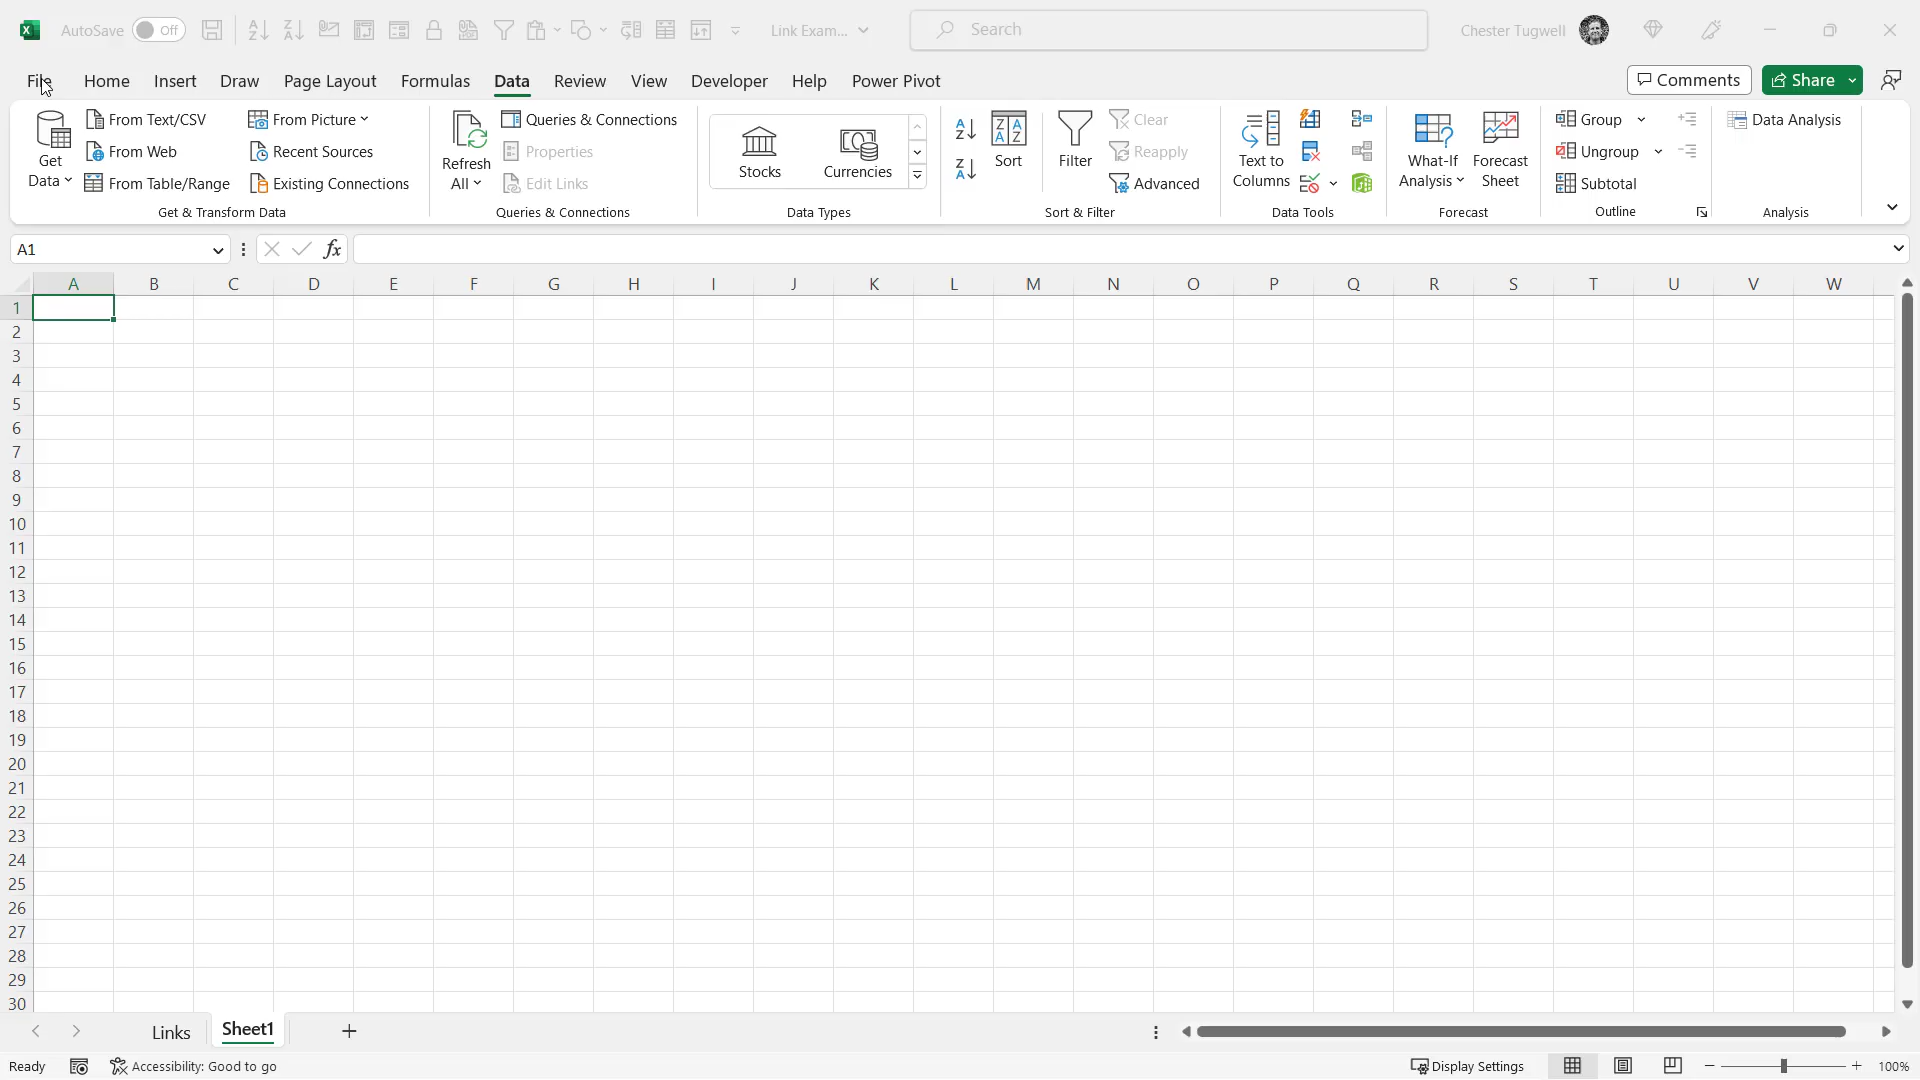 AutoSave Off Link Exam... Search Chester Tugwell
File Home Insert Draw Page Layout Formulas Data Review View Developer Help Power Pivot Comments Share
Get Data
From Text/CSV
From Web
From Table/Range
From Picture
Recent Sources
Existing Connections
Get & Transform Data
Refresh All
Queries & Connections
Properties
Edit Links
Queries & Connections
Stocks
Currencies
Data Types
Sort
Filter
Clear
Reapply
Advanced
Sort & Filter
Text to
Columns
Data Tools
What-If
Analysis
Forecast
Sheet
Forecast
Group
Ungroup
Subtotal
Outline
Data Analysis
Analysis
A1 fx
A B C D E F G H I J K L M N O P Q R S T U V W
1
2
3
4
5
6
7
8
9
10
11
12
13
14
15
16
17
18
19
20
21
22
23
24
25
26
27
28
29
30
Links Sheet1
Ready Accessibility: Good to go Display Settings 100%